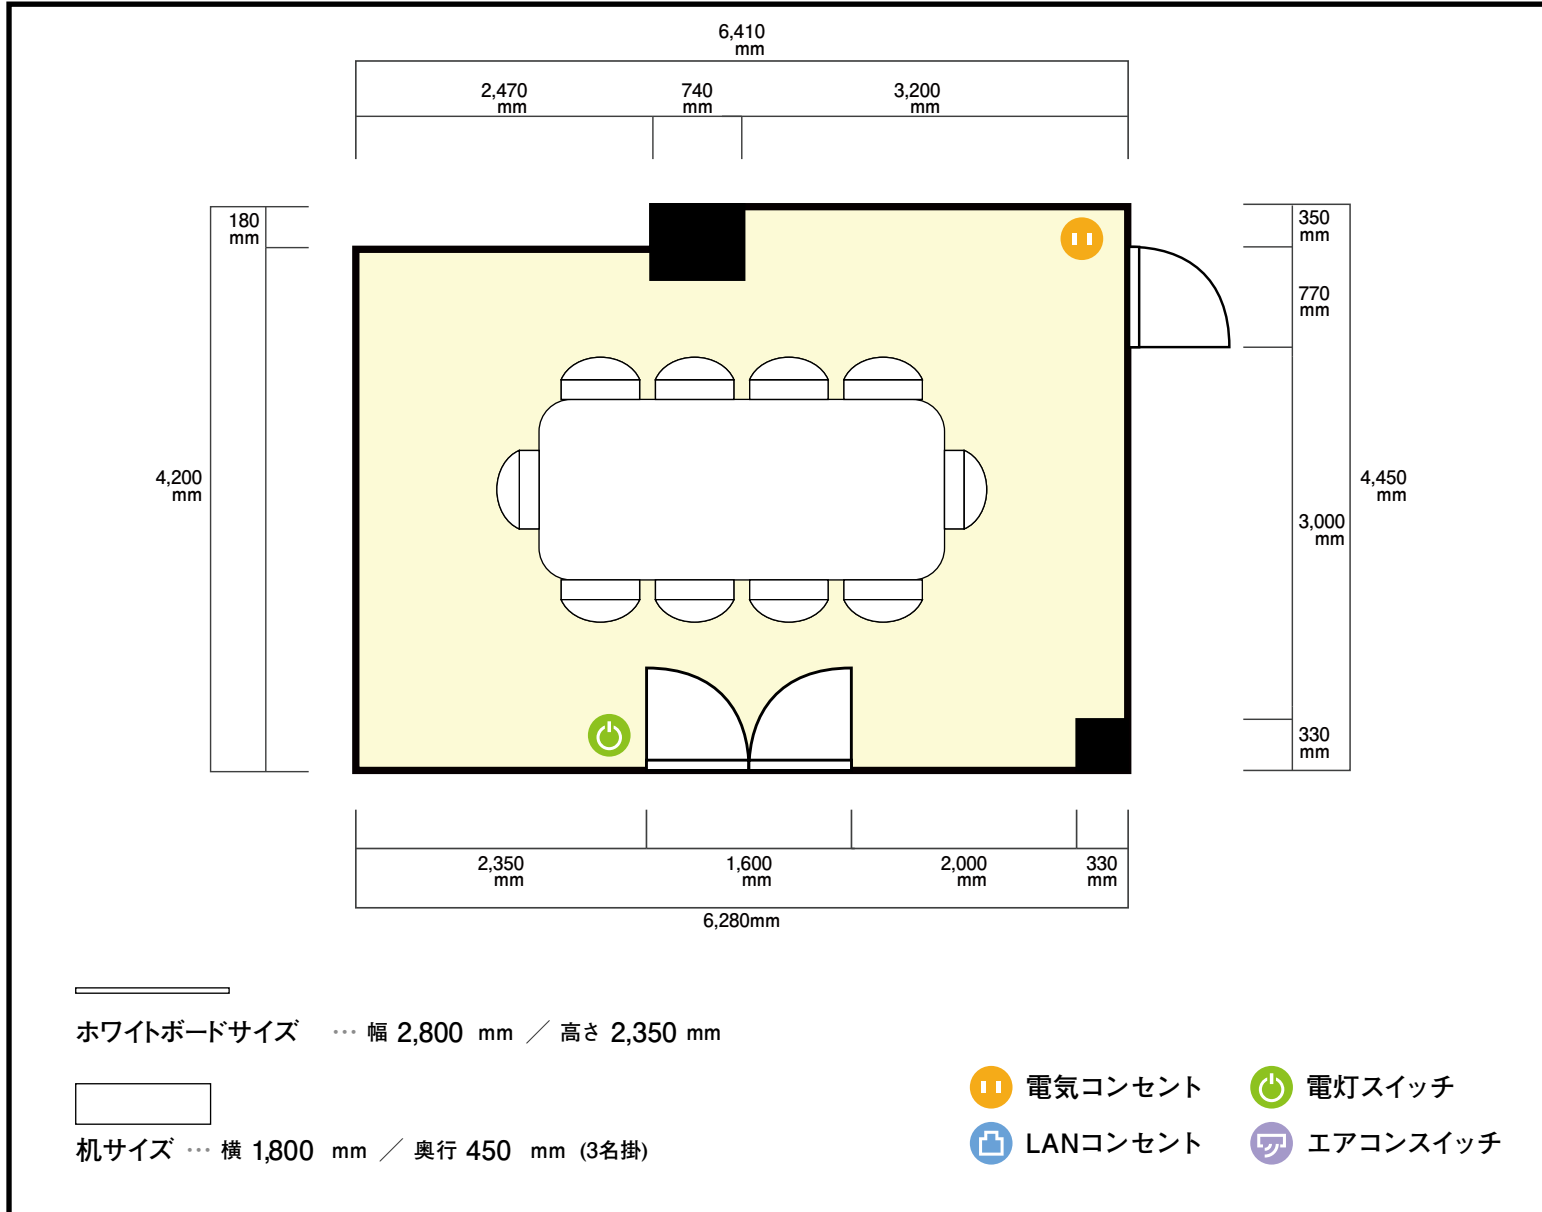 6,410
mm
2,470
mm
740
mm
3,200
mm
180
mm
350
mm
770
mm
4,200
mm
4,450
mm
3,000
mm
330
mm
2,350
mm
1,600
mm
2,000
mm
330
mm
6,280mm
ホワイトボードサイズ … 幅 2,800 mm ／ 高さ 2,350 mm
机サイズ … 横 1,800 mm ／ 奥行 450 mm (3名掛)
電気コンセント
電灯スイッチ
LANコンセント
エアコンスイッチ